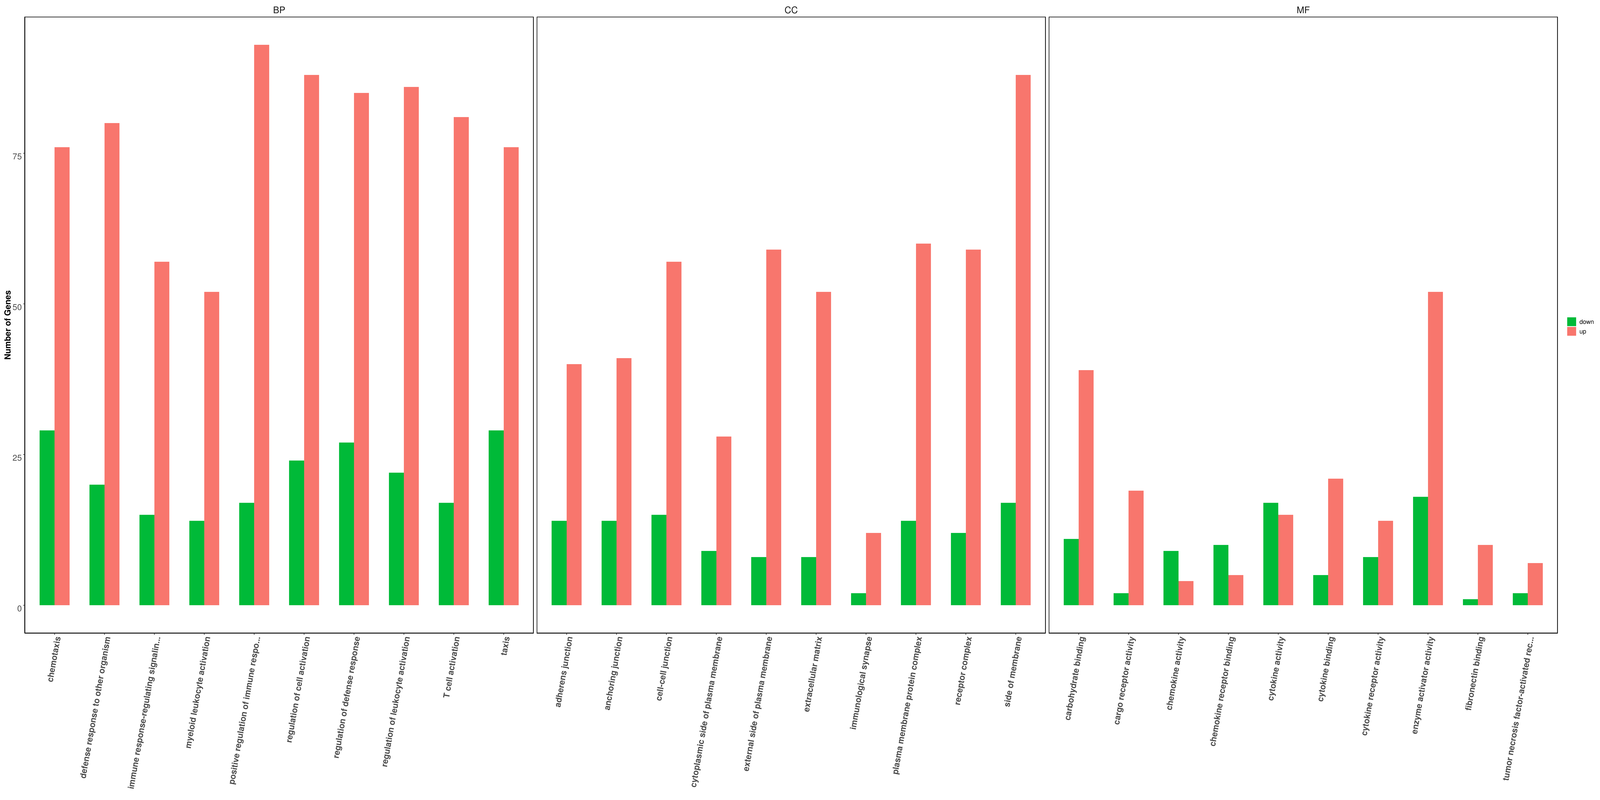 BP
CC
MF
Number of Genes
75
50
25
0
chemotaxis
defense response to other organism
immune response-regulating signalin...
myeloid leukocyte activation
positive regulation of immune respo...
regulation of cell activation
regulation of defense response
regulation of leukocyte activation
T cell activation
taxis
adherens junction
anchoring junction
cell-cell junction
cytoplasmic side of plasma membrane
external side of plasma membrane
extracellular matrix
immunological synapse
plasma membrane protein complex
receptor complex
side of membrane
carbohydrate binding
cargo receptor activity
chemokine activity
chemokine receptor binding
cytokine activity
cytokine binding
cytokine receptor activity
enzyme activator activity
fibronectin binding
tumor necrosis factor-activated rec...
down
up